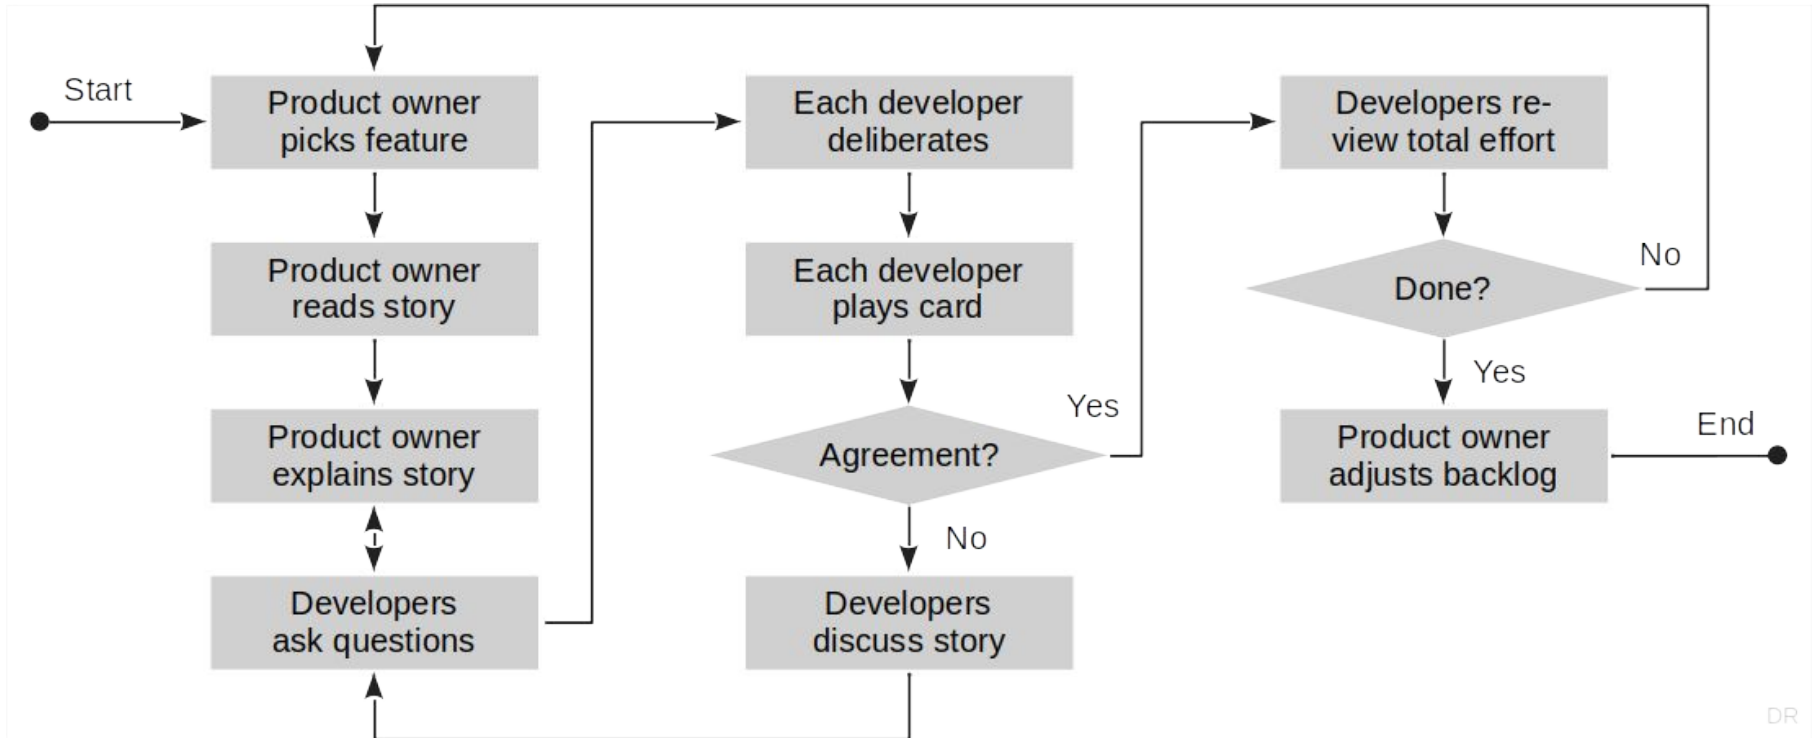 Start
Product owner
picks feature
Product owner
reads story
Product owner
explains story
Developers
ask questions
Each developer
deliberates
Each developer
plays card
Agreement?
Yes
No
Developers
discuss story
Developers re-
view total effort
Done?
No
Yes
Product owner
adjusts backlog
End
DR